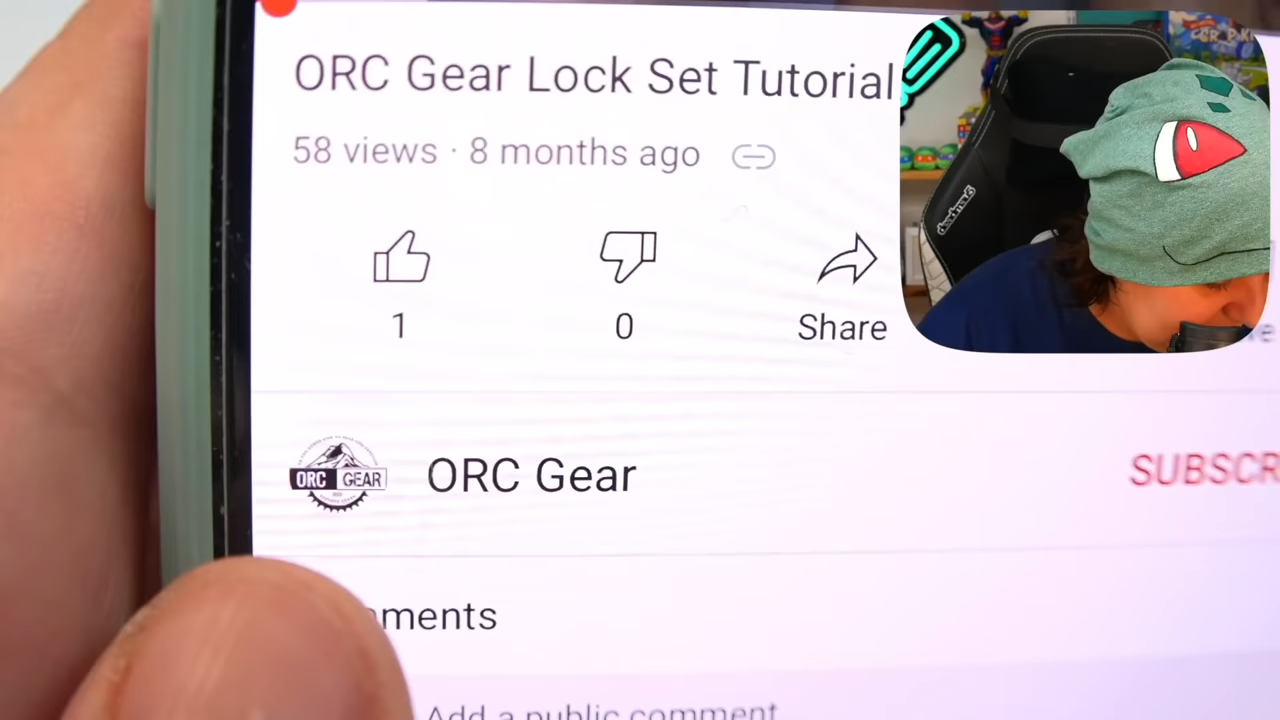 ORC Gear Lock Set Tutorial
58 views · 8 months ago
1
0
Share
ORC GEAR
ORC Gear
SUBSCR
mments
Add a public comment